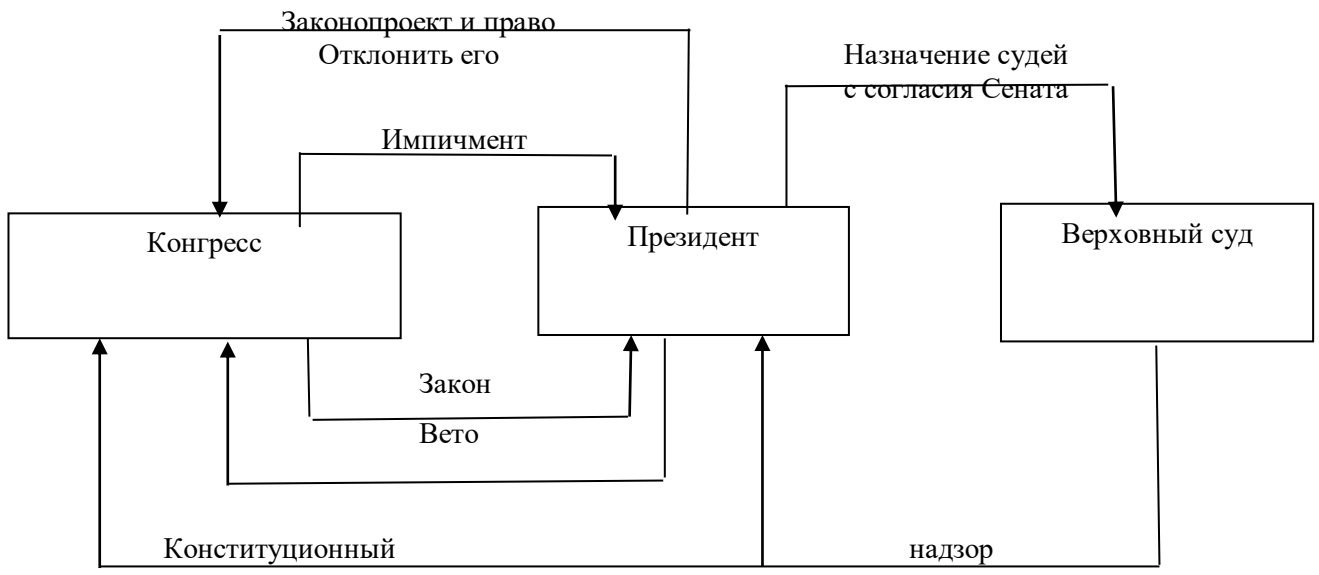 Законопроект и право
Отклонить его
Назначение судей
с согласия Сената
Импичмент
Конгресс
Президент
Верховный суд
Закон
Вето
Конституционный надзор